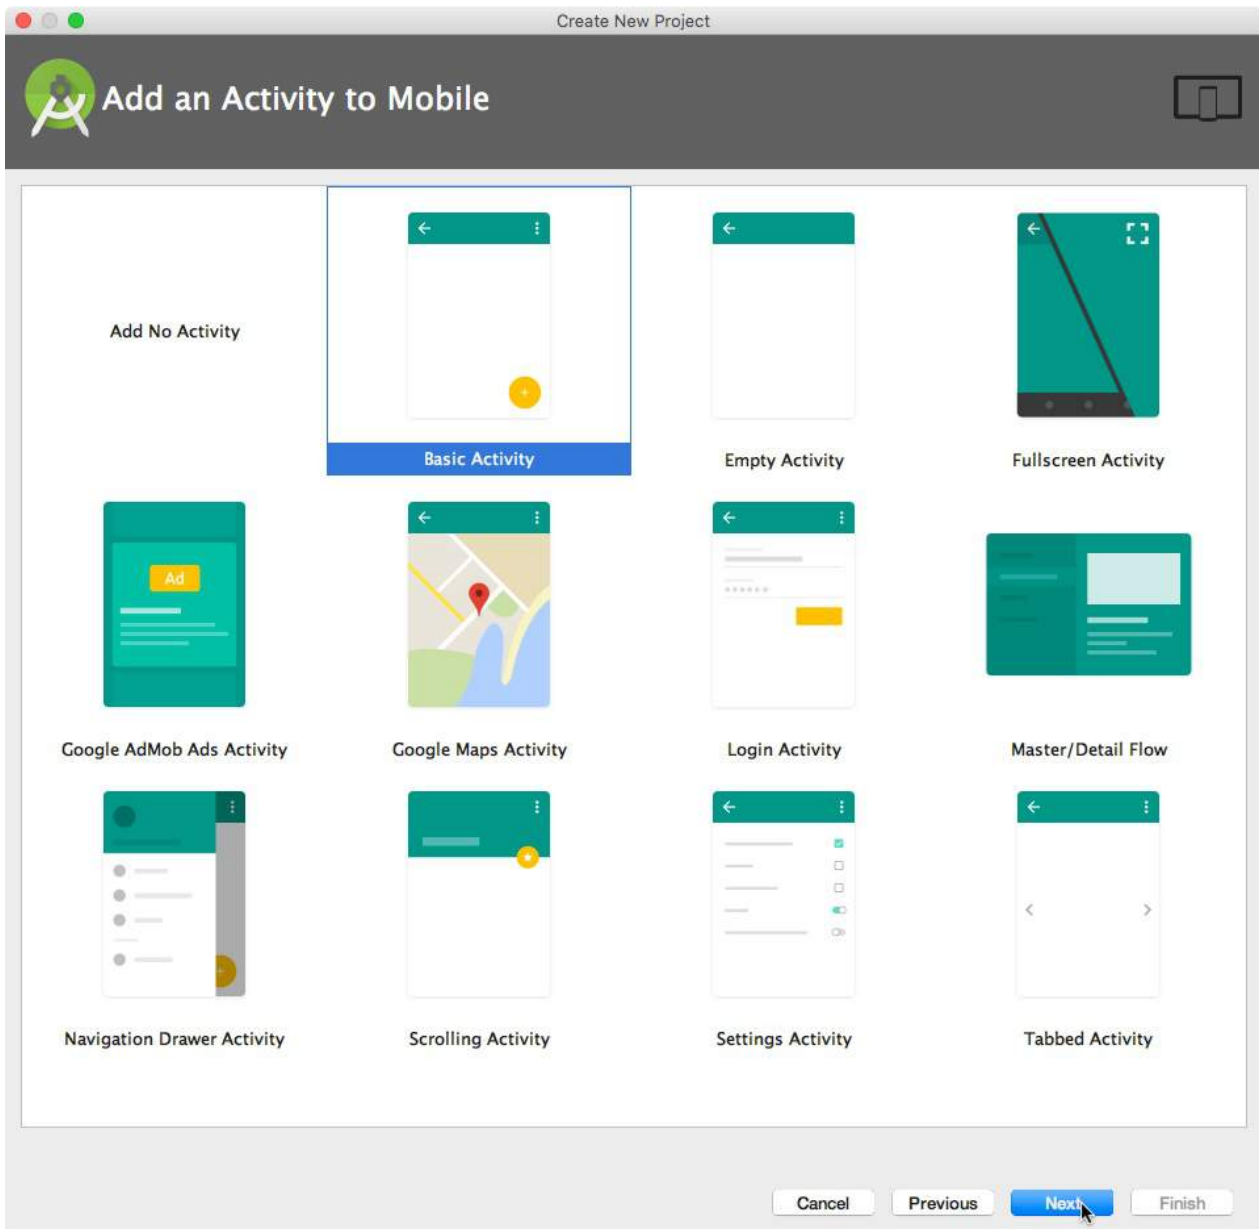 Create New Project
Add an Activity to Mobile
Add No Activity
Basic Activity
Empty Activity
Fullscreen Activity
Ad
Google AdMob Ads Activity
Google Maps Activity
Login Activity
Master/Detail Flow
Navigation Drawer Activity
Scrolling Activity
Settings Activity
Tabbed Activity
Cancel
Previous
Next
Finish